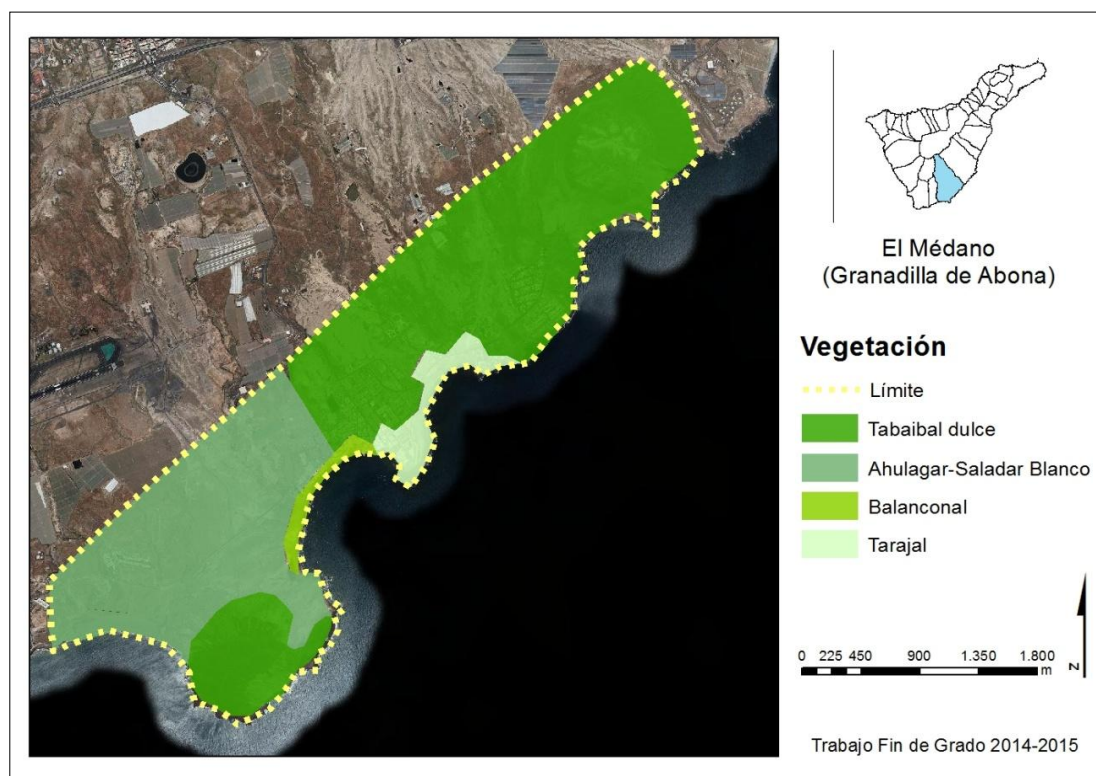 El Médano
(Granadilla de Abona)
Vegetación
Límite
Tabaibal dulce
Ahulagar-Saladar Blanco
Balanconal
Tarajal
0 225 450 900 1.350 1.800
m
N
Trabajo Fin de Grado 2014-2015